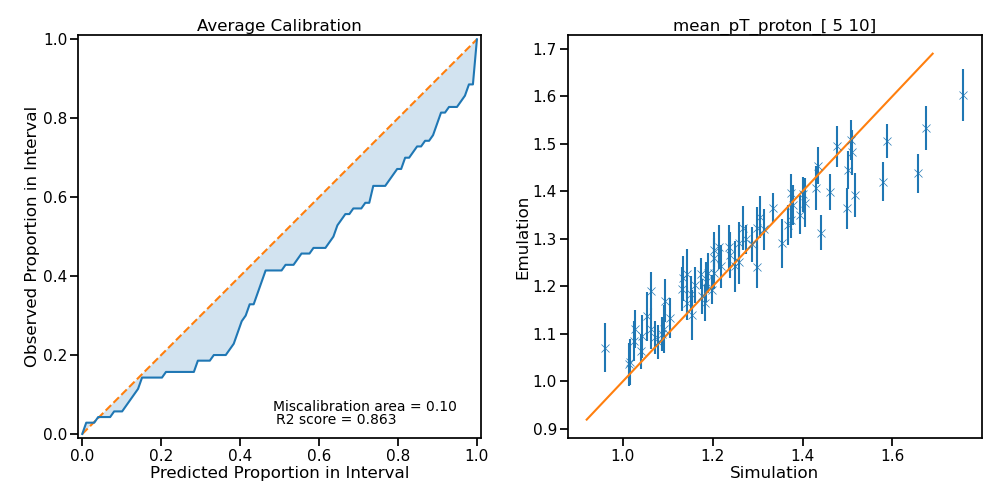 Average Calibration
1.0
0.8
0.6
0.4
0.2
0.0
Observed Proportion in Interval
Miscalibration area = 0.10
R2 score = 0.863
0.0 0.2 0.4 0.6 0.8 1.0
Predicted Proportion in Interval
mean_pT_proton_[ 5 10]
1.7
1.6
1.5
1.4
1.3
1.2
1.1
1.0
0.9
Emulation
1.0 1.2 1.4 1.6
Simulation